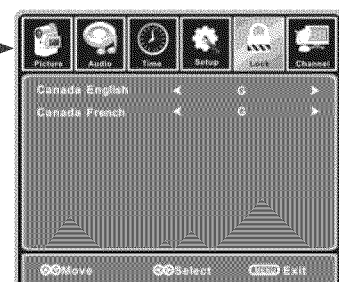 Picture Audio Time Setup Lock Channel
Canada English G
Canada French G
Move Select MENU Exit